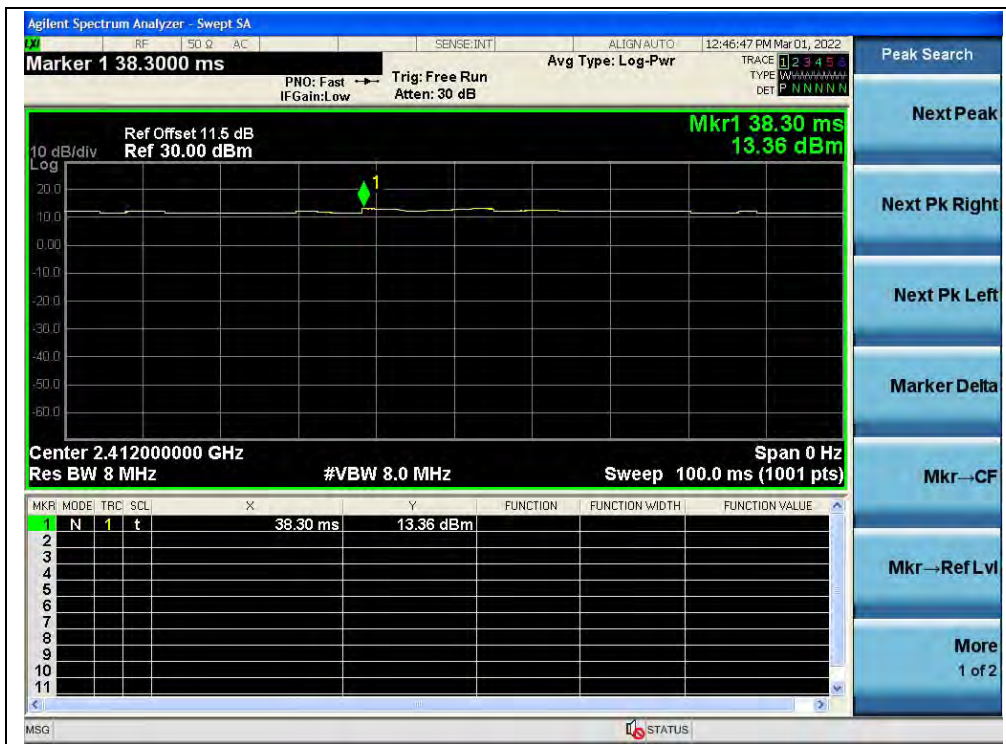 Agilent Spectrum Analyzer - Swept SA
LXI RF 50 Ω AC SENSE:INT ALIGN AUTO 12:46:47 PM Mar 01, 2022
Marker 1 38.3000 ms
PNO: Fast
IFGain:Low
Trig: Free Run
Atten: 30 dB
Avg Type: Log-Pwr
TRACE 1 2 3 4 5 6
TYPE
DET P N N N N N
Mkr1 38.30 ms
13.36 dBm
Ref Offset 11.5 dB
10 dB/div Ref 30.00 dBm
Log
20.0
10.0
0.00
-10.0
-20.0
-30.0
-40.0
-50.0
-60.0
1
Center 2.412000000 GHz Span 0 Hz
Res BW 8 MHz #VBW 8.0 MHz Sweep 100.0 ms (1001 pts)
MKR MODE TRC SCL X Y FUNCTION FUNCTION WIDTH FUNCTION VALUE
1 N 1 t 38.30 ms 13.36 dBm
2
3
4
5
6
7
8
9
10
11
MSG STATUS
Peak Search
Next Peak
Next Pk Right
Next Pk Left
Marker Delta
Mkr→CF
Mkr→Ref Lvl
More
1 of 2